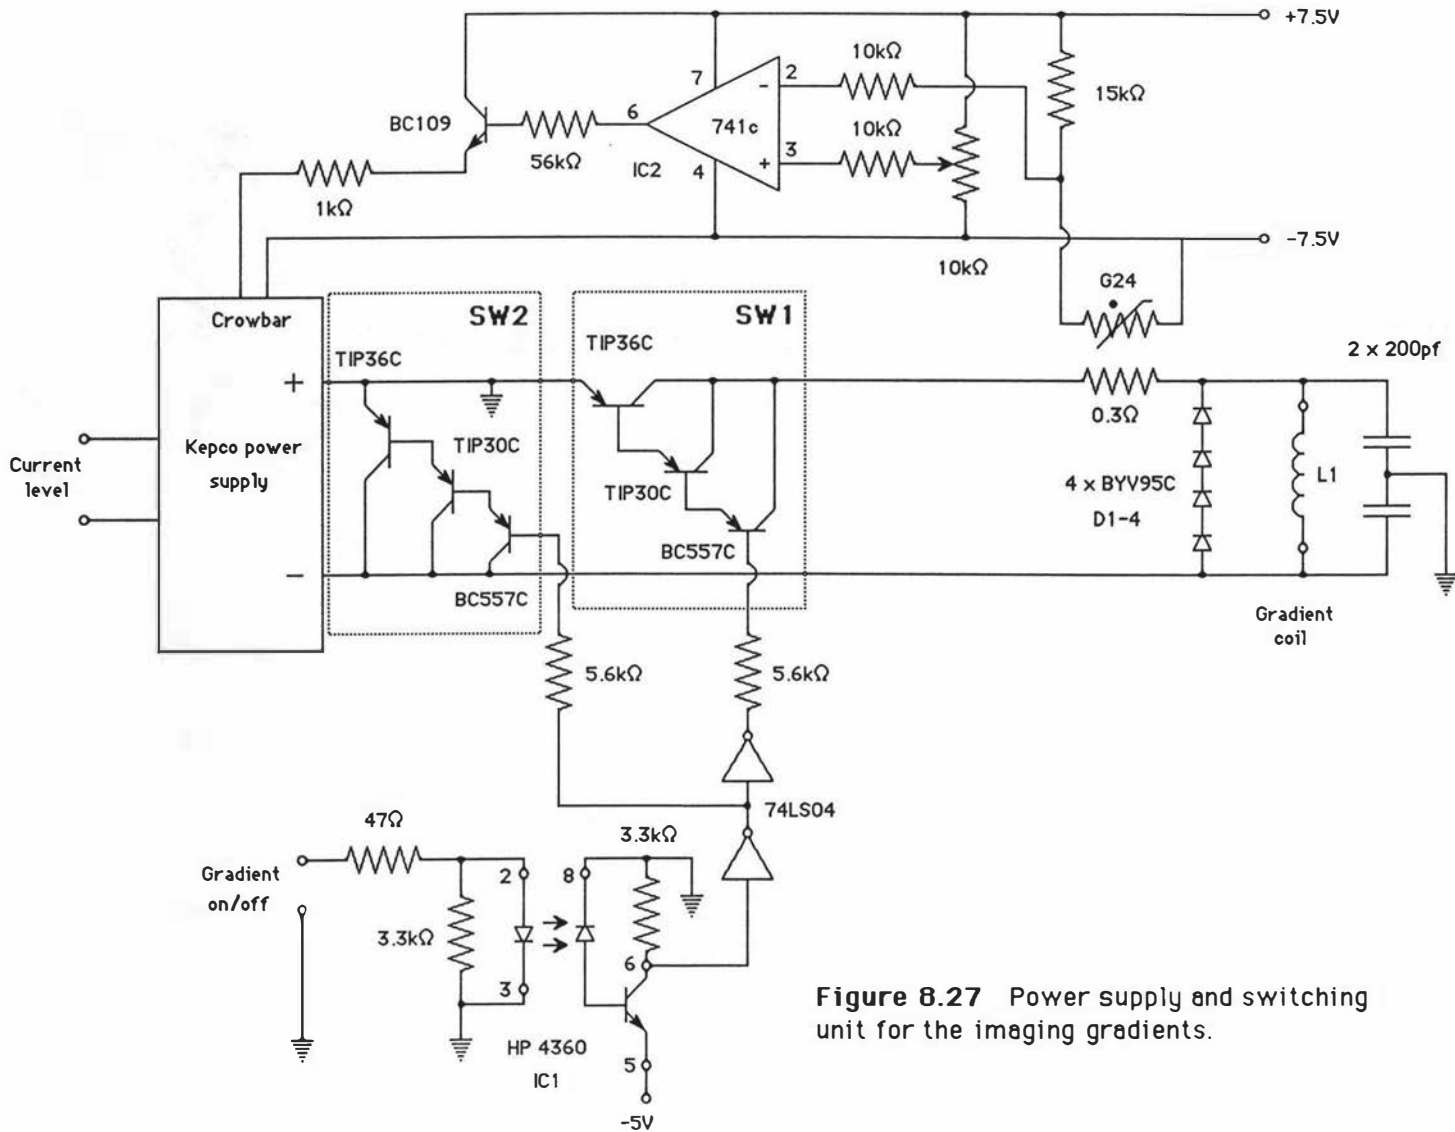 +7.5V
10kΩ
7
2
-
15kΩ
BC109
6
741c
10kΩ
56kΩ
IC2
4
+
3
1kΩ
-7.5V
10kΩ
G24
Crowbar
SW2
SW1
TIP36C
TIP36C
2 x 200pf
+
0.3Ω
Kepco power
supply
Current
level
TIP30C
TIP30C
4 x BYV95C
D1-4
L1
BC557C
-
BC557C
Gradient
coil
5.6kΩ
5.6kΩ
74LS04
47Ω
3.3kΩ
Gradient
on/off
2
8
3.3kΩ
6
3
HP 4360
IC1
5
-5V
Figure 8.27 Power supply and switching
unit for the imaging gradients.